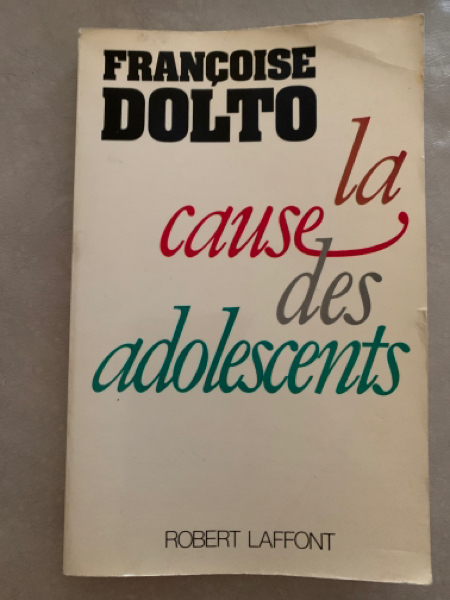 FRANÇOISE
DOLTO
la
cause
des
adolescents
ROBERT LAFFONT